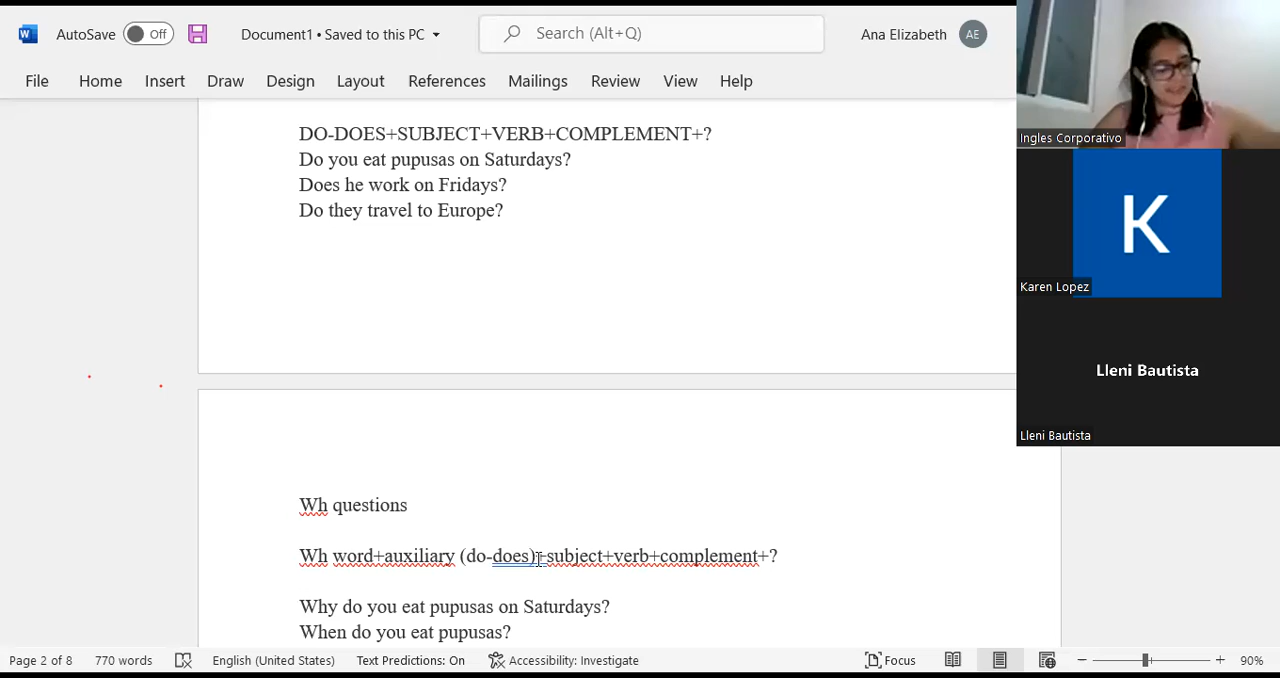 AutoSave Off Document1 • Saved to this PC Search (Alt+Q) Ana Elizabeth AE
File Home Insert Draw Design Layout References Mailings Review View Help
DO-DOES+SUBJECT+VERB+COMPLEMENT+?
Do you eat pupusas on Saturdays?
Does he work on Fridays?
Do they travel to Europe?
Wh questions
Wh word+auxiliary (do-does)+subject+verb+complement+?
Why do you eat pupusas on Saturdays?
When do you eat pupusas?
Ingles Corporativo
K
Karen Lopez
Lleni Bautista
Lleni Bautista
Page 2 of 8 770 words English (United States) Text Predictions: On Accessibility: Investigate Focus 90%